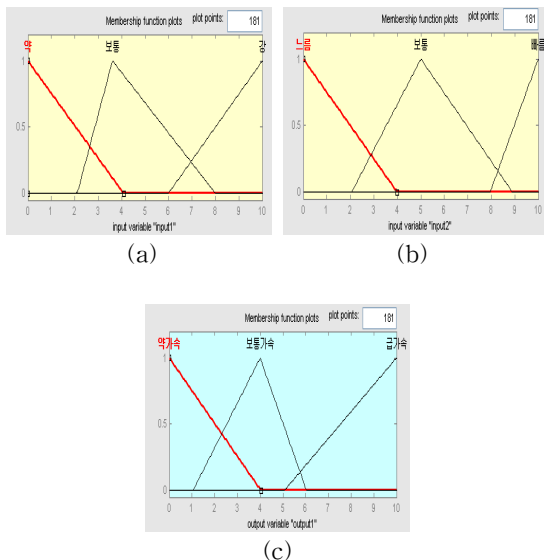 Membership function plots plot points: 181
약 보통 강
1
0.5
0
0 1 2 3 4 5 6 7 8 9 10
input variable "input1"
(a)
Membership function plots plot points: 181
느림 보통 빠름
1
0.5
0
0 1 2 3 4 5 6 7 8 9 10
input variable "input2"
(b)
Membership function plots plot points: 181
약가속 보통가속 급가속
1
0.5
0
0 1 2 3 4 5 6 7 8 9 10
output variable "output1"
(c)